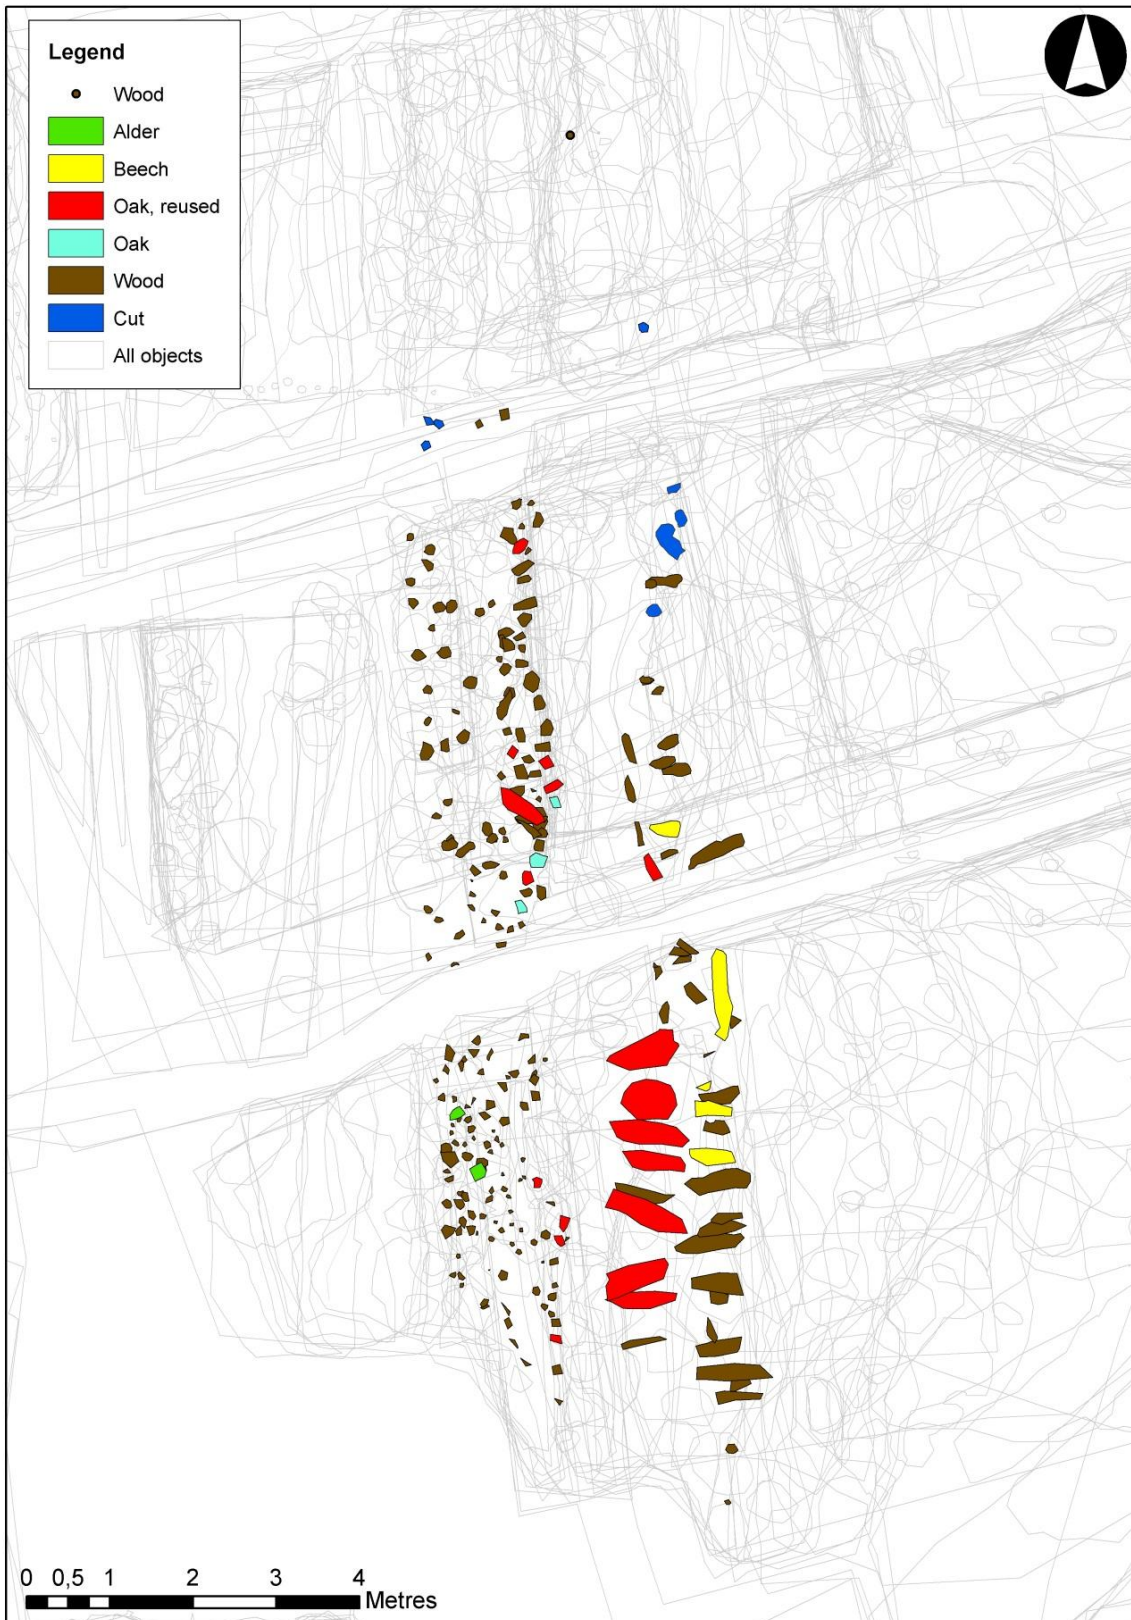 Legend
Wood
Alder
Beech
Oak, reused
Oak
Wood
Cut
All objects
0 0,5 1 2 3 4
Metres